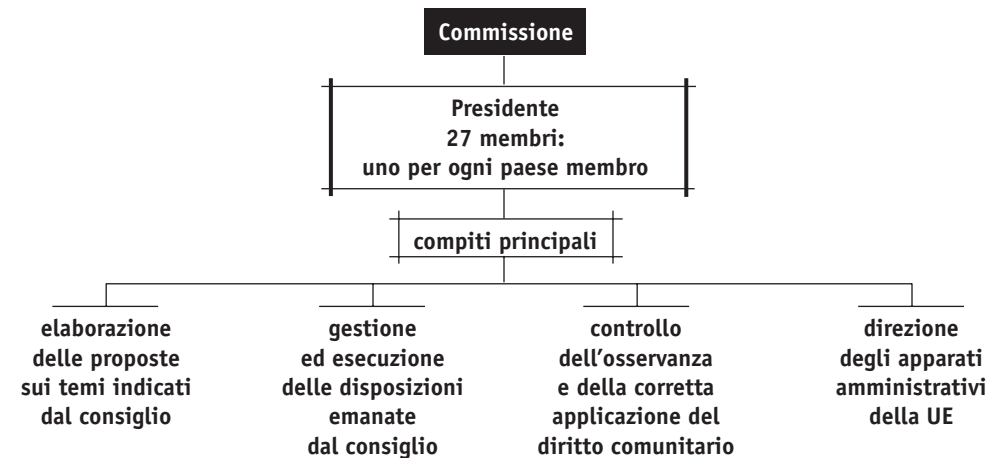 Commissione
Presidente
27 membri:
uno per ogni paese membro
compiti principali
elaborazione
delle proposte
sui temi indicati
dal consiglio
gestione
ed esecuzione
delle disposizioni
emanate
dal consiglio
controllo
dell'osservanza
e della corretta
applicazione del
diritto comunitario
direzione
degli apparati
amministrativi
della UE